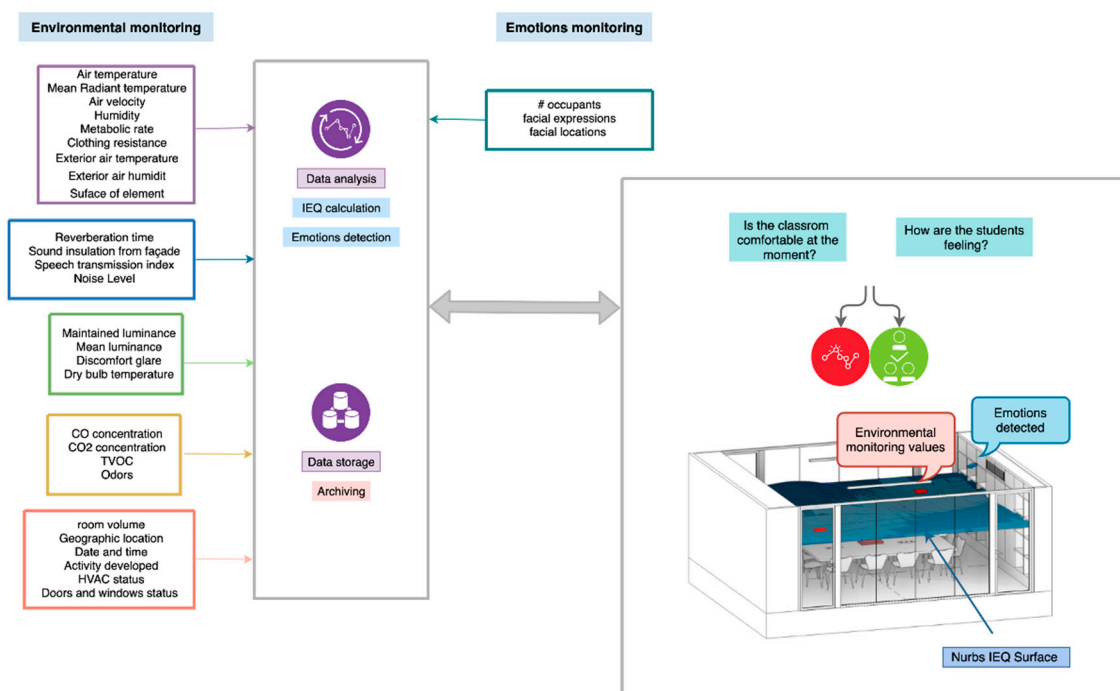 Environmental monitoring
Emotions monitoring
Air temperature
Mean Radiant temperature
Air velocity
Humidity
Metabolic rate
Clothing resistance
Exterior air temperature
Exterior air humidit
Suface of element
Reverberation time
Sound insulation from façade
Speech transmission index
Noise Level
Maintained luminance
Mean luminance
Discomfort glare
Dry bulb temperature
CO concentration
CO2 concentration
TVOC
Odors
room volume
Geographic location
Date and time
Activity developed
HVAC status
Doors and windows status
Data analysis
IEQ calculation
Emotions detection
Data storage
Archiving
# occupants
facial expressions
facial locations
Is the classrom
comfortable at the
moment?
How are the students
feeling?
Environmental
monitoring values
Emotions
detected
Nurbs IEQ Surface